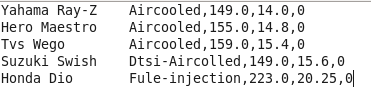 Yahama Ray-Z    Aircooled,149.0,14.0,0
Hero Maestro    Aircooled,155.0,14.8,0
Tvs Wego        Aircooled,159.0,15.4,0
Suzuki Swish    Dtsi-Aircolled,149.0,15.6,0
Honda Dio       Fule-injection,223.0,20.25,0